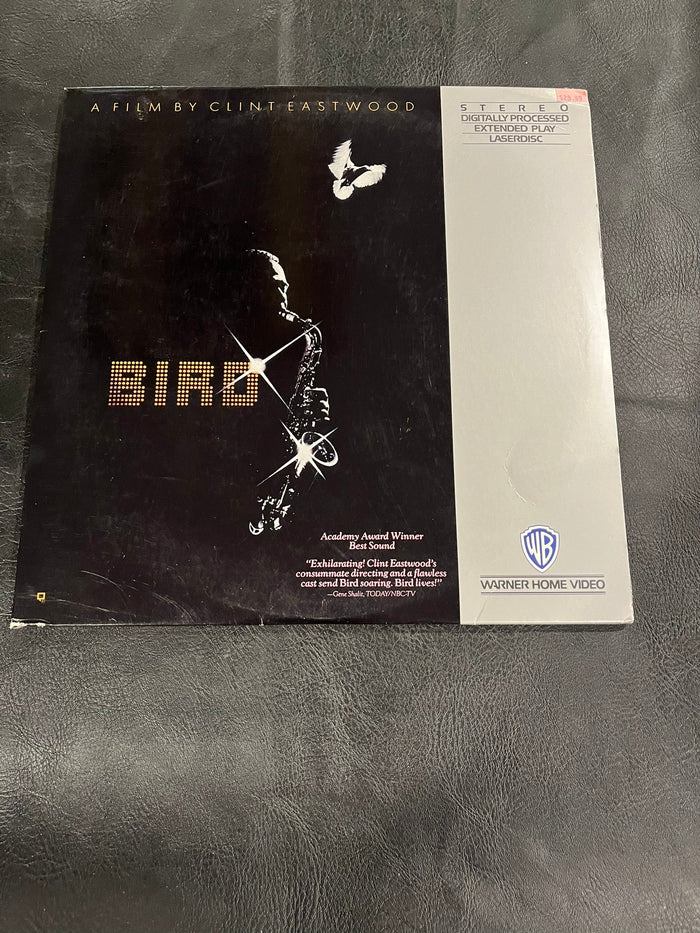 A FILM BY CLINT EASTWOOD
BIRD
Academy Award Winner
Best Sound
"Exhilarating! Clint Eastwood's
consummate directing and a flawless
cast send Bird soaring. Bird lives!"
—Gene Shalit, TODAY/NBC-TV
STEREO
DIGITALLY PROCESSED
EXTENDED PLAY
LASERDISC
WB
WARNER HOME VIDEO